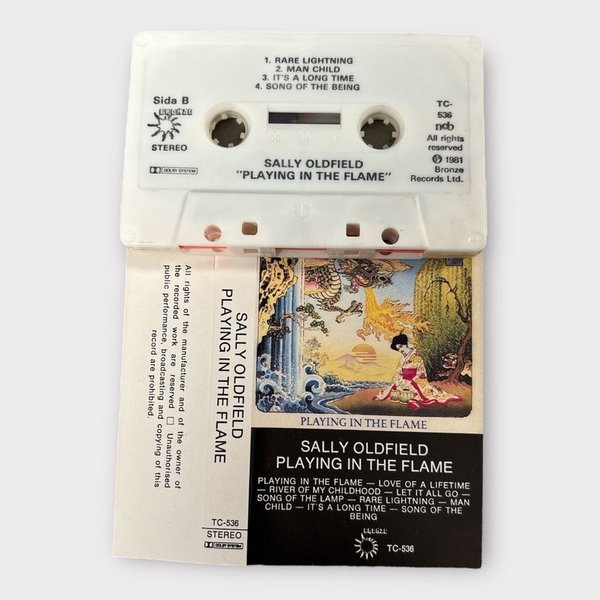 1. RARE LIGHTNING
2. MAN CHILD
3. IT'S A LONG TIME
4. SONG OF THE BEING
Sida B
BRONZE
STEREO
DOLBY SYSTEM
TC-
536
ncb
All rights
reserved
℗ 1981
Bronze
Records Ltd.
SALLY OLDFIELD
"PLAYING IN THE FLAME"
All rights of the manufacturer and of the owner of
the recorded work are reserved □ Unauthorised
public performance, broadcasting and copying of this
record are prohibited.
SALLY OLDFIELD
PLAYING IN THE FLAME
TC-536
STEREO
DOLBY SYSTEM
PLAYING IN THE FLAME
SALLY OLDFIELD
PLAYING IN THE FLAME
PLAYING IN THE FLAME — LOVE OF A LIFETIME
— RIVER OF MY CHILDHOOD — LET IT ALL GO —
SONG OF THE LAMP — RARE LIGHTNING — MAN
CHILD — IT'S A LONG TIME — SONG OF THE
BEING
BRONZE
TC-536